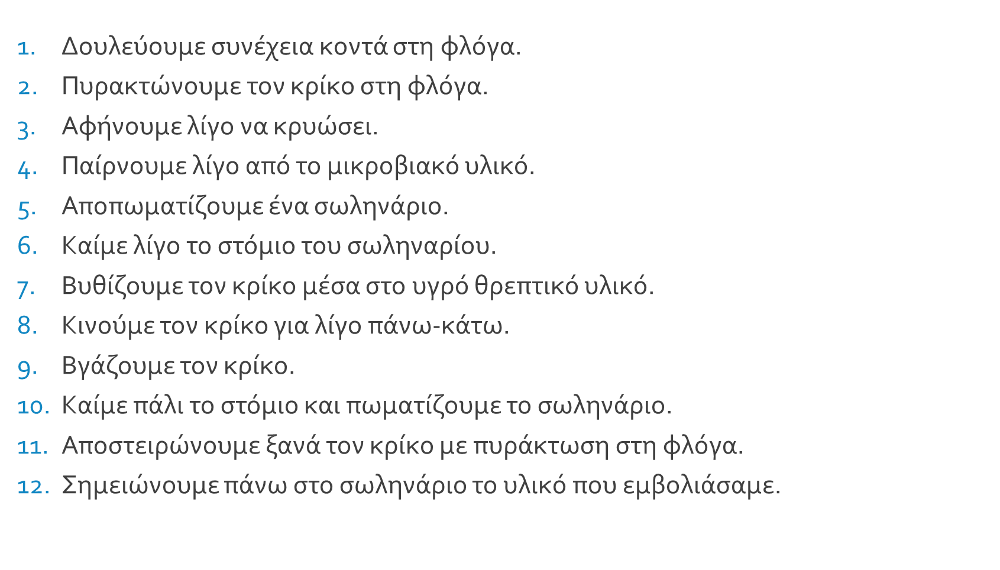 1. Δουλεύουμε συνέχεια κοντά στη φλόγα.
2. Πυρακτώνουμε τον κρίκο στη φλόγα.
3. Αφήνουμε λίγο να κρυώσει.
4. Παίρνουμε λίγο από το μικροβιακό υλικό.
5. Αποπωματίζουμε ένα σωληνάριο.
6. Καίμε λίγο το στόμιο του σωληναρίου.
7. Βυθίζουμε τον κρίκο μέσα στο υγρό θρεπτικό υλικό.
8. Κινούμε τον κρίκο για λίγο πάνω-κάτω.
9. Βγάζουμε τον κρίκο.
10. Καίμε πάλι το στόμιο και πωματίζουμε το σωληνάριο.
11. Αποστειρώνουμε ξανά τον κρίκο με πυράκτωση στη φλόγα.
12. Σημειώνουμε πάνω στο σωληνάριο το υλικό που εμβολιάσαμε.